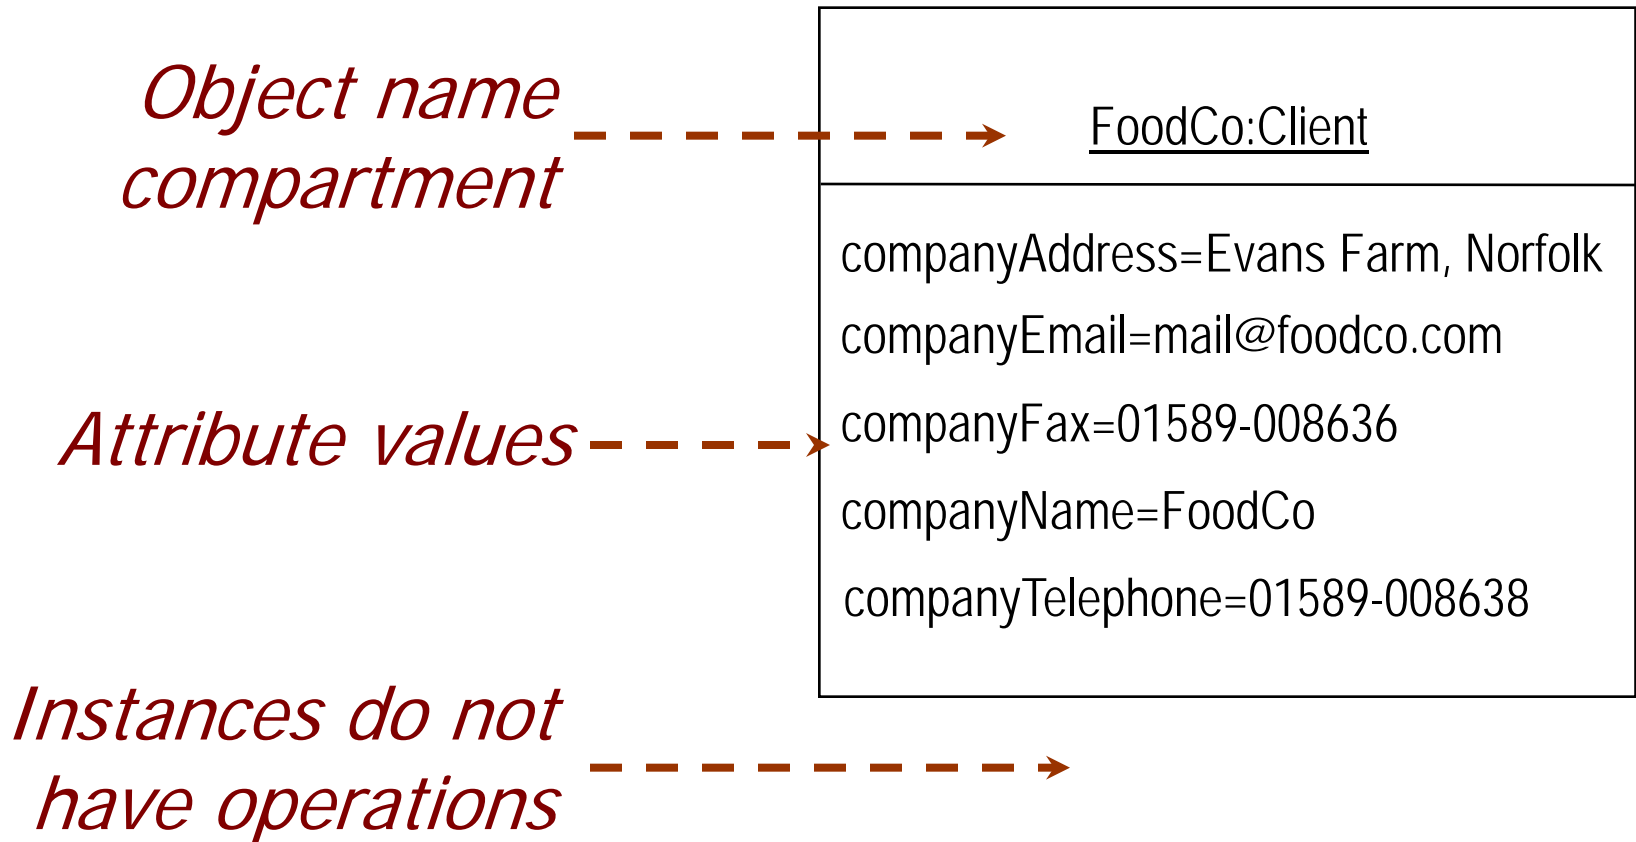 Object name
compartment
FoodCo:Client
companyAddress=Evans Farm, Norfolk
companyEmail=mail@foodco.com
Attribute values
companyFax=01589-008636
companyName=FoodCo
companyTelephone=01589-008638
Instances do not
have operations